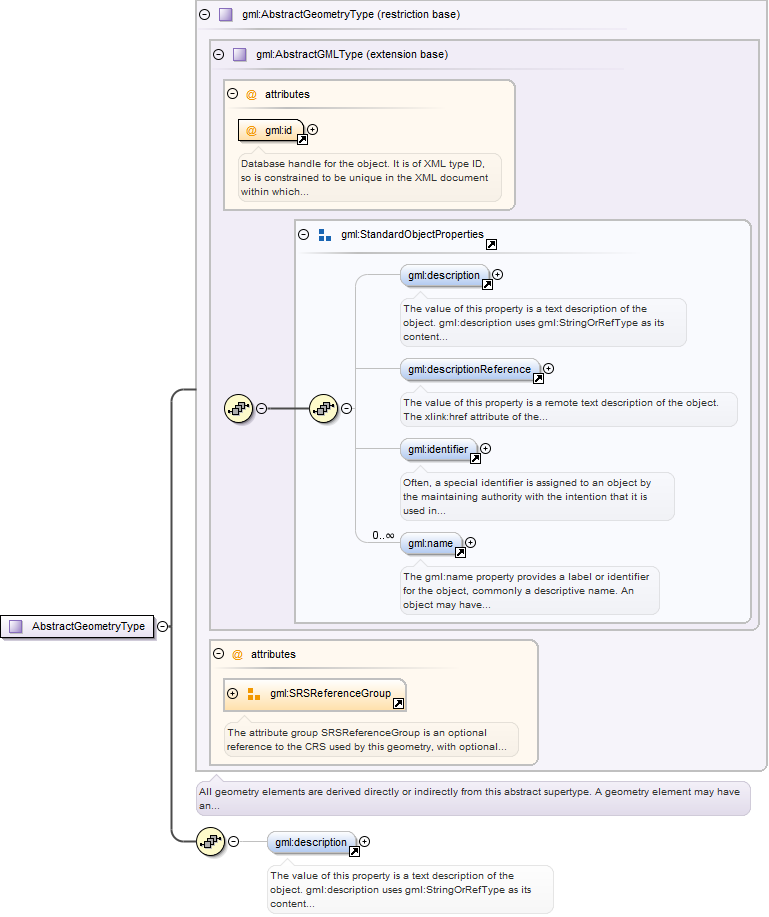 gml:AbstractGeometryType (restriction base)
gml:AbstractGMLType (extension base)
@ attributes
@ gml:id
Database handle for the object. It is of XML type ID,
so is constrained to be unique in the XML document
within which...
gml:StandardObjectProperties
gml:description
The value of this property is a text description of the
object. gml:description uses gml:StringOrRefType as its
content...
gml:descriptionReference
The value of this property is a remote text description of the object.
The xlink:href attribute of the...
gml:identifier
Often, a special identifier is assigned to an object by
the maintaining authority with the intention that it is
used in...
0..∞
gml:name
The gml:name property provides a label or identifier
for the object, commonly a descriptive name. An
object may have...
AbstractGeometryType
@ attributes
gml:SRSReferenceGroup
The attribute group SRSReferenceGroup is an optional
reference to the CRS used by this geometry, with optional...
All geometry elements are derived directly or indirectly from this abstract supertype. A geometry element may have
an...
gml:description
The value of this property is a text description of the
object. gml:description uses gml:StringOrRefType as its
content...